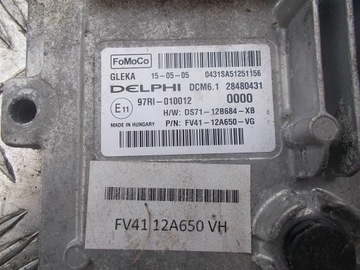 FoMoCo
GLEKA 15-05-05 0431SA51251156
DELPHI DCM6.1 28480431
E11 97RI-010012 0000
H/W: DS71-12B684-XB
MADE IN HUNGARY P/N: FV41-12A650-VG
FV41 12A650 VH